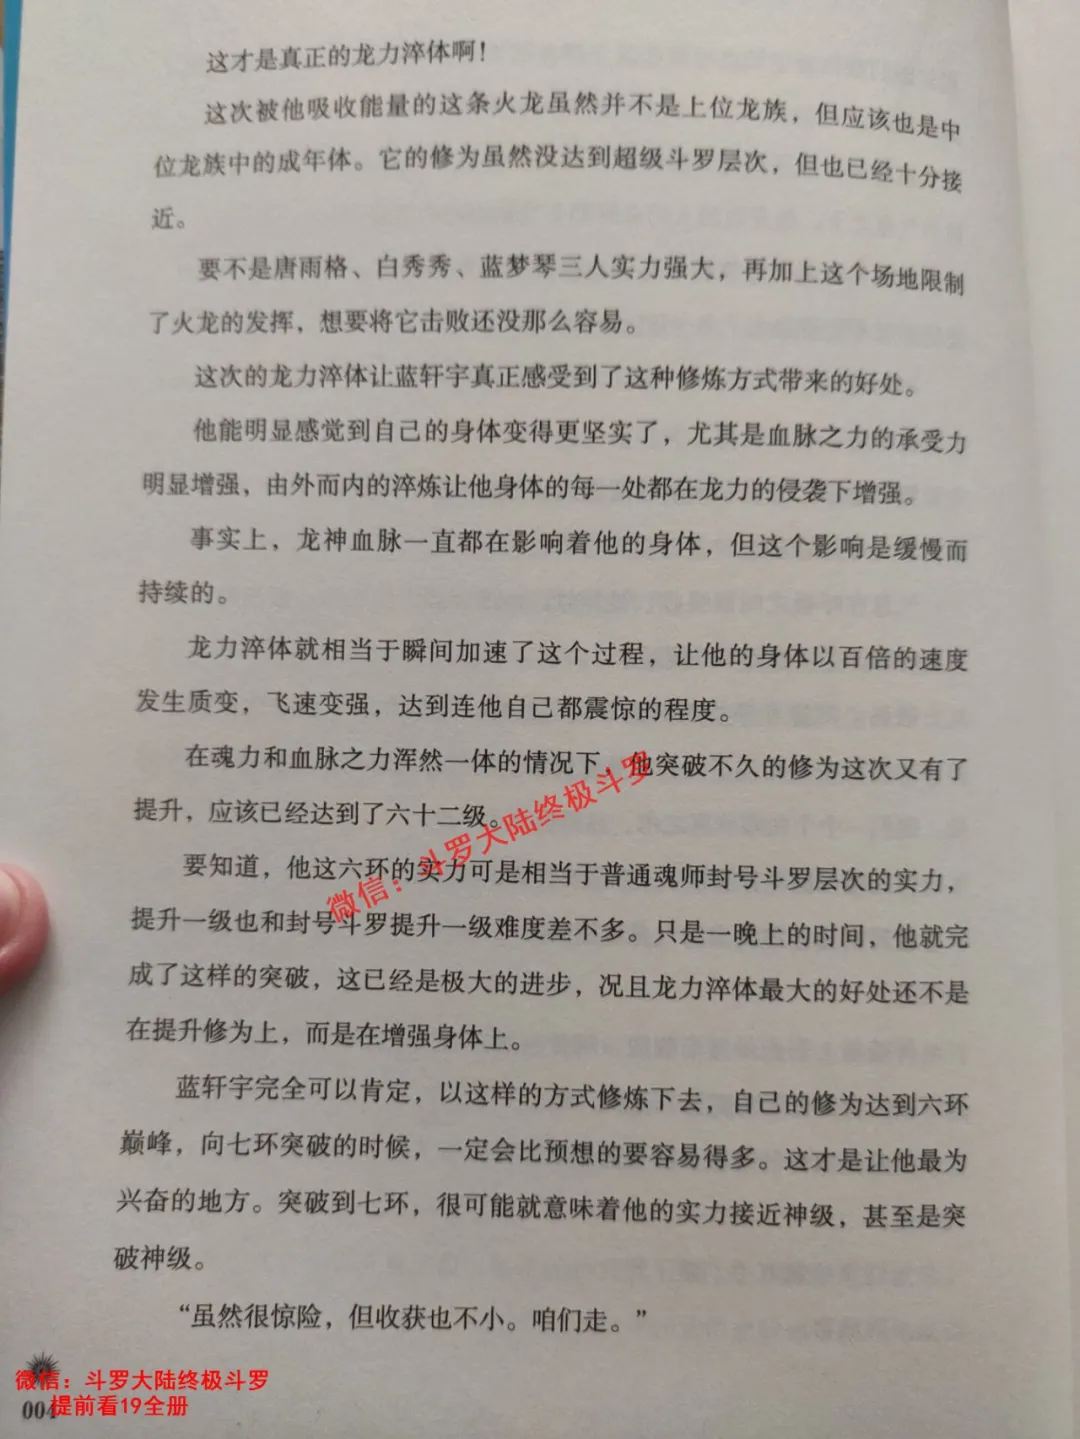 这才是真正的龙力淬体啊！
这次被他吸收能量的这条火龙虽然并不是上位龙族，但应该也是中
位龙族中的成年体。它的修为虽然没达到超级斗罗层次，但也已经十分接
近。
要不是唐雨格、白秀秀、蓝梦琴三人实力强大，再加上这个场地限制
了火龙的发挥，想要将它击败还没那么容易。
这次的龙力淬体让蓝轩宇真正感受到了这种修炼方式带来的好处。
他能明显感觉到自己的身体变得更坚实了，尤其是血脉之力的承受力
明显增强，由外而内的淬炼让他身体的每一处都在龙力的侵袭下增强。
事实上，龙神血脉一直都在影响着他的身体，但这个影响是缓慢而
持续的。
龙力淬体就相当于瞬间加速了这个过程，让他的身体以百倍的速度
发生质变，飞速变强，达到连他自己都震惊的程度。
在魂力和血脉之力浑然一体的情况下，他突破不久的修为这次又有了
提升，应该已经达到了六十二级。
要知道，他这六环的实力可是相当于普通魂师封号斗罗层次的实力，
提升一级也和封号斗罗提升一级难度差不多。只是一晚上的时间，他就完
成了这样的突破，这已经是极大的进步，况且龙力淬体最大的好处还不是
在提升修为上，而是在增强身体上。
蓝轩宇完全可以肯定，以这样的方式修炼下去，自己的修为达到六环
巅峰，向七环突破的时候，一定会比预想的要容易得多。这才是让他最为
兴奋的地方。突破到七环，很可能就意味着他的实力接近神级，甚至是突
破神级。
“虽然很惊险，但收获也不小。咱们走。”
微信：斗罗大陆终极斗罗
微信：斗罗大陆终极斗罗
提前看19全册
004